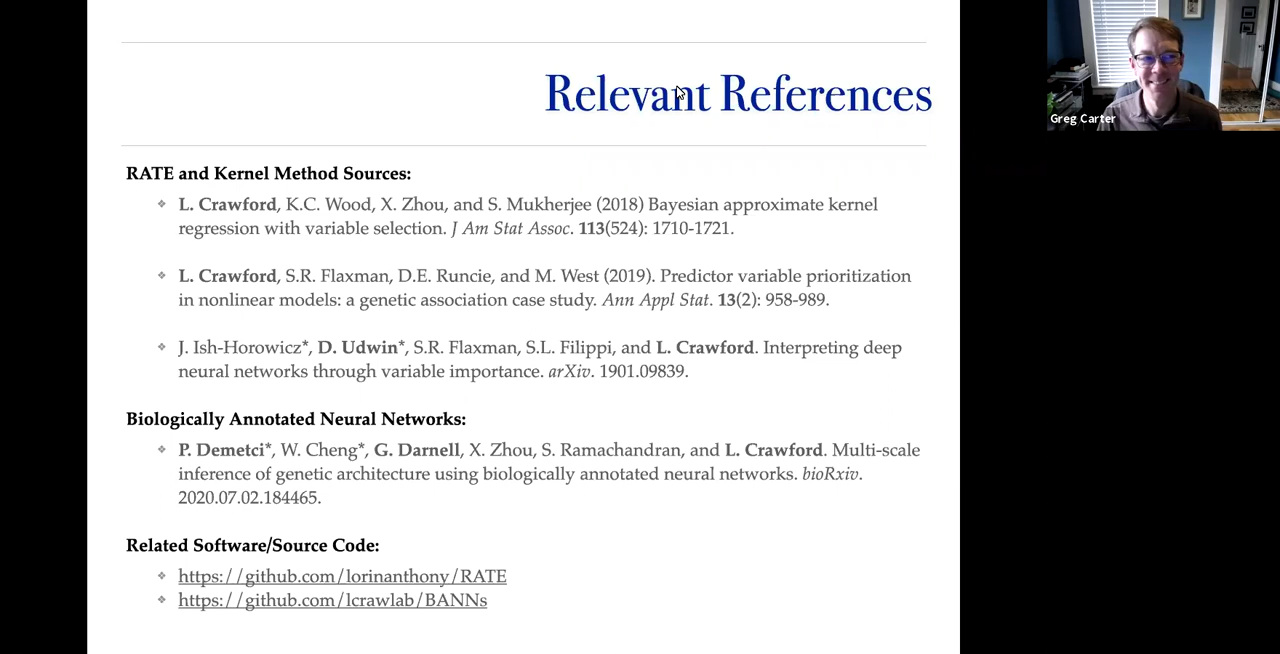 Relevant References
Greg Carter
RATE and Kernel Method Sources:
❖ L. Crawford, K.C. Wood, X. Zhou, and S. Mukherjee (2018) Bayesian approximate kernel
regression with variable selection. J Am Stat Assoc. 113(524): 1710-1721.
❖ L. Crawford, S.R. Flaxman, D.E. Runcie, and M. West (2019). Predictor variable prioritization
in nonlinear models: a genetic association case study. Ann Appl Stat. 13(2): 958-989.
❖ J. Ish-Horowicz*, D. Udwin*, S.R. Flaxman, S.L. Filippi, and L. Crawford. Interpreting deep
neural networks through variable importance. arXiv. 1901.09839.
Biologically Annotated Neural Networks:
❖ P. Demetci*, W. Cheng*, G. Darnell, X. Zhou, S. Ramachandran, and L. Crawford. Multi-scale
inference of genetic architecture using biologically annotated neural networks. bioRxiv.
2020.07.02.184465.
Related Software/Source Code:
❖ https://github.com/lorinanthony/RATE
❖ https://github.com/lcrawlab/BANNs